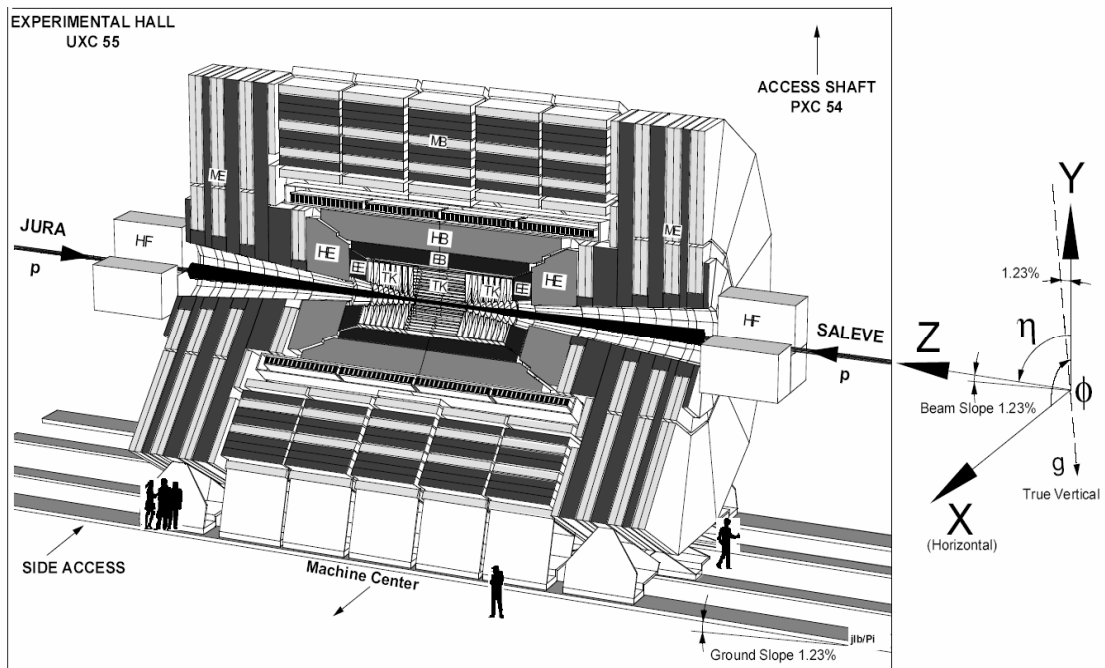 EXPERIMENTAL HALL
UXC 55
ACCESS SHAFT
PXC 54
MB
ME
ME
JURA
p
HF
HB
HE
EB
EE
TK
TK
TK
EE
HE
HF
SALEVE
p
SIDE ACCESS
Machine Center
jlb/Pi
Ground Slope 1.23%
Y
1.23%
η
Z
ϕ
Beam Slope 1.23%
g
True Vertical
X
(Horizontal)